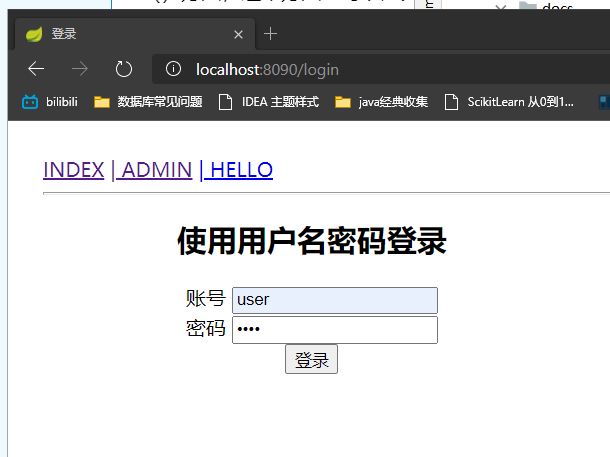 docs
登录
localhost:8090/login
bilibili 数据库常见问题 IDEA 主题样式 java经典收集 ScikitLearn 从0到1...
INDEX | ADMIN | HELLO
使用用户名密码登录
账号 user
密码 ••••
登录